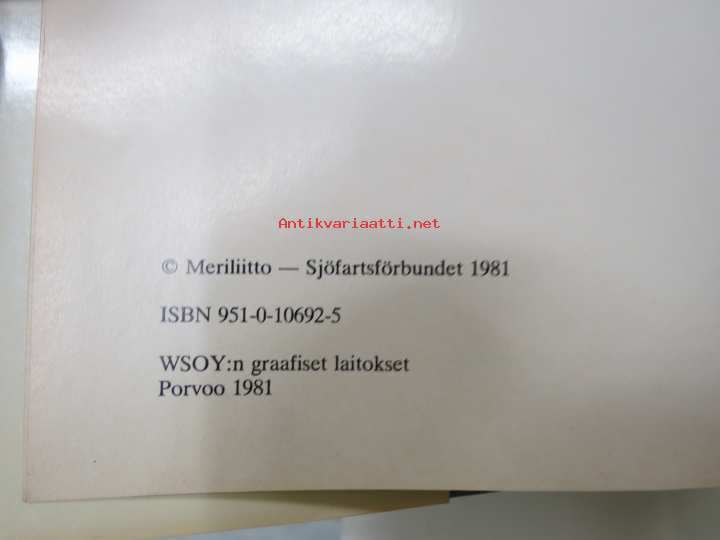 Antikvariaatti.net
© Meriliitto — Sjöfartsförbundet 1981
ISBN 951-0-10692-5
WSOY:n graafiset laitokset
Porvoo 1981